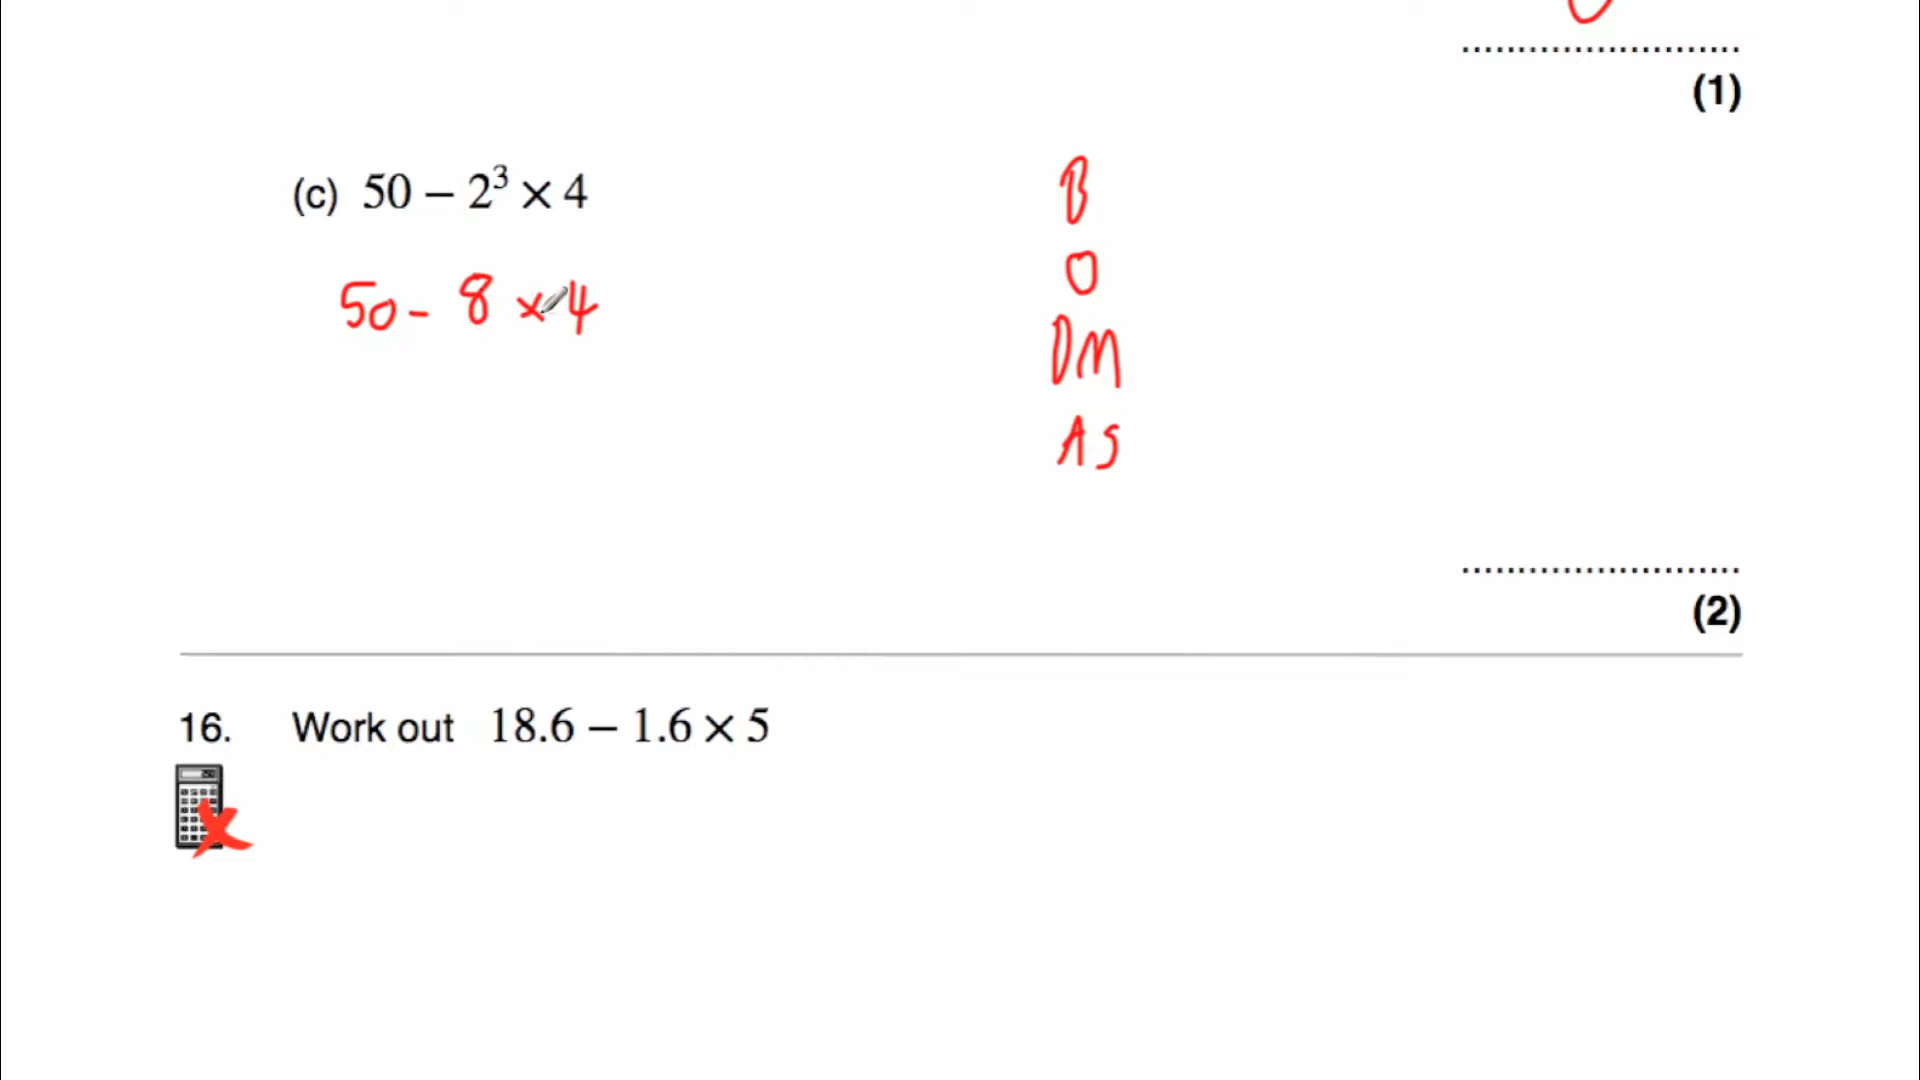 (1)
(c) 50 – 2³ × 4
B
50 - 8 × 4
O
DM
AS
(2)
16. Work out 18.6 – 1.6 × 5